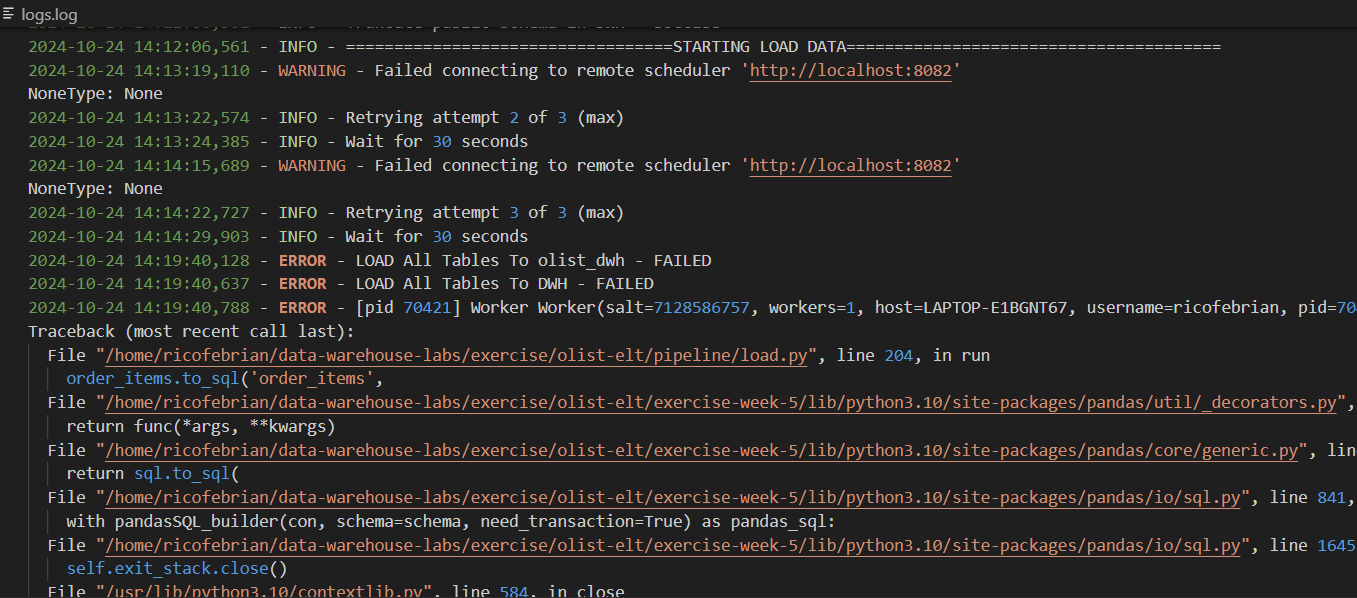 logs.log
2024-10-24 14:12:06,561 - INFO - ==================================STARTING LOAD DATA=======================================
2024-10-24 14:13:19,110 - WARNING - Failed connecting to remote scheduler 'http://localhost:8082'
NoneType: None
2024-10-24 14:13:22,574 - INFO - Retrying attempt 2 of 3 (max)
2024-10-24 14:13:24,385 - INFO - Wait for 30 seconds
2024-10-24 14:14:15,689 - WARNING - Failed connecting to remote scheduler 'http://localhost:8082'
NoneType: None
2024-10-24 14:14:22,727 - INFO - Retrying attempt 3 of 3 (max)
2024-10-24 14:14:29,903 - INFO - Wait for 30 seconds
2024-10-24 14:19:40,128 - ERROR - LOAD All Tables To olist_dwh - FAILED
2024-10-24 14:19:40,637 - ERROR - LOAD All Tables To DWH - FAILED
2024-10-24 14:19:40,788 - ERROR - [pid 70421] Worker Worker(salt=7128586757, workers=1, host=LAPTOP-E1BGNT67, username=ricofebrian, pid=70
Traceback (most recent call last):
File "/home/ricofebrian/data-warehouse-labs/exercise/olist-elt/pipeline/load.py", line 204, in run
order_items.to_sql('order_items',
File "/home/ricofebrian/data-warehouse-labs/exercise/olist-elt/exercise-week-5/lib/python3.10/site-packages/pandas/util/_decorators.py",
return func(*args, **kwargs)
File "/home/ricofebrian/data-warehouse-labs/exercise/olist-elt/exercise-week-5/lib/python3.10/site-packages/pandas/core/generic.py", lin
return sql.to_sql(
File "/home/ricofebrian/data-warehouse-labs/exercise/olist-elt/exercise-week-5/lib/python3.10/site-packages/pandas/io/sql.py", line 841,
with pandasSQL_builder(con, schema=schema, need_transaction=True) as pandas_sql:
File "/home/ricofebrian/data-warehouse-labs/exercise/olist-elt/exercise-week-5/lib/python3.10/site-packages/pandas/io/sql.py", line 1645
self.exit_stack.close()
File "/usr/lib/python3.10/contextlib.py", line 584, in close